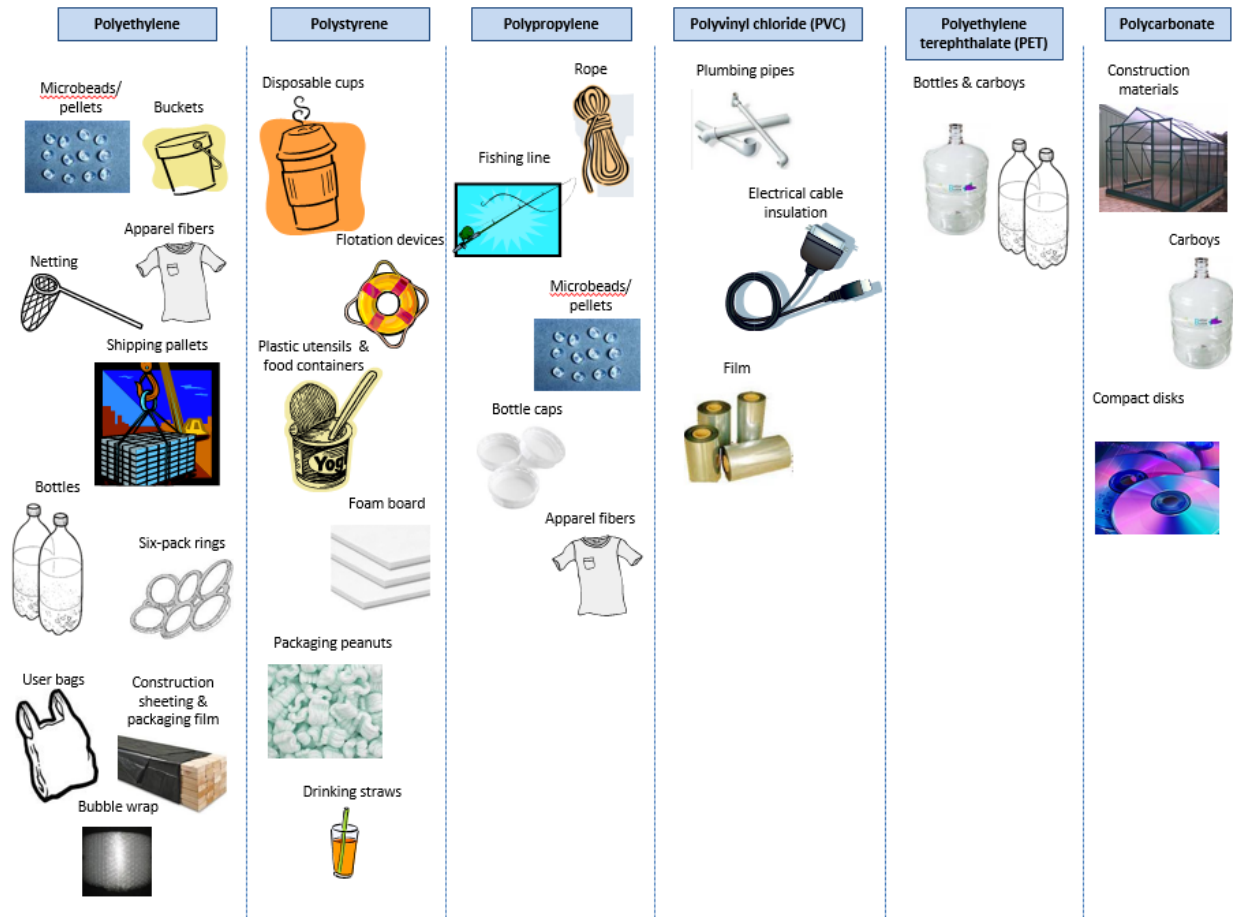 Polyethylene
Microbeads/
pellets
Buckets
Apparel fibers
Netting
Shipping pallets
Bottles
Six-pack rings
User bags
Construction
sheeting &
packaging film
Bubble wrap
Polystyrene
Disposable cups
Flotation devices
Plastic utensils &
food containers
Yog
Foam board
Packaging peanuts
Drinking straws
Polypropylene
Rope
Fishing line
Microbeads/
pellets
Bottle caps
Apparel fibers
Polyvinyl chloride (PVC)
Plumbing pipes
Electrical cable
insulation
Film
Polyethylene
terephthalate (PET)
Bottles & carboys
Polycarbonate
Construction
materials
Carboys
Compact disks